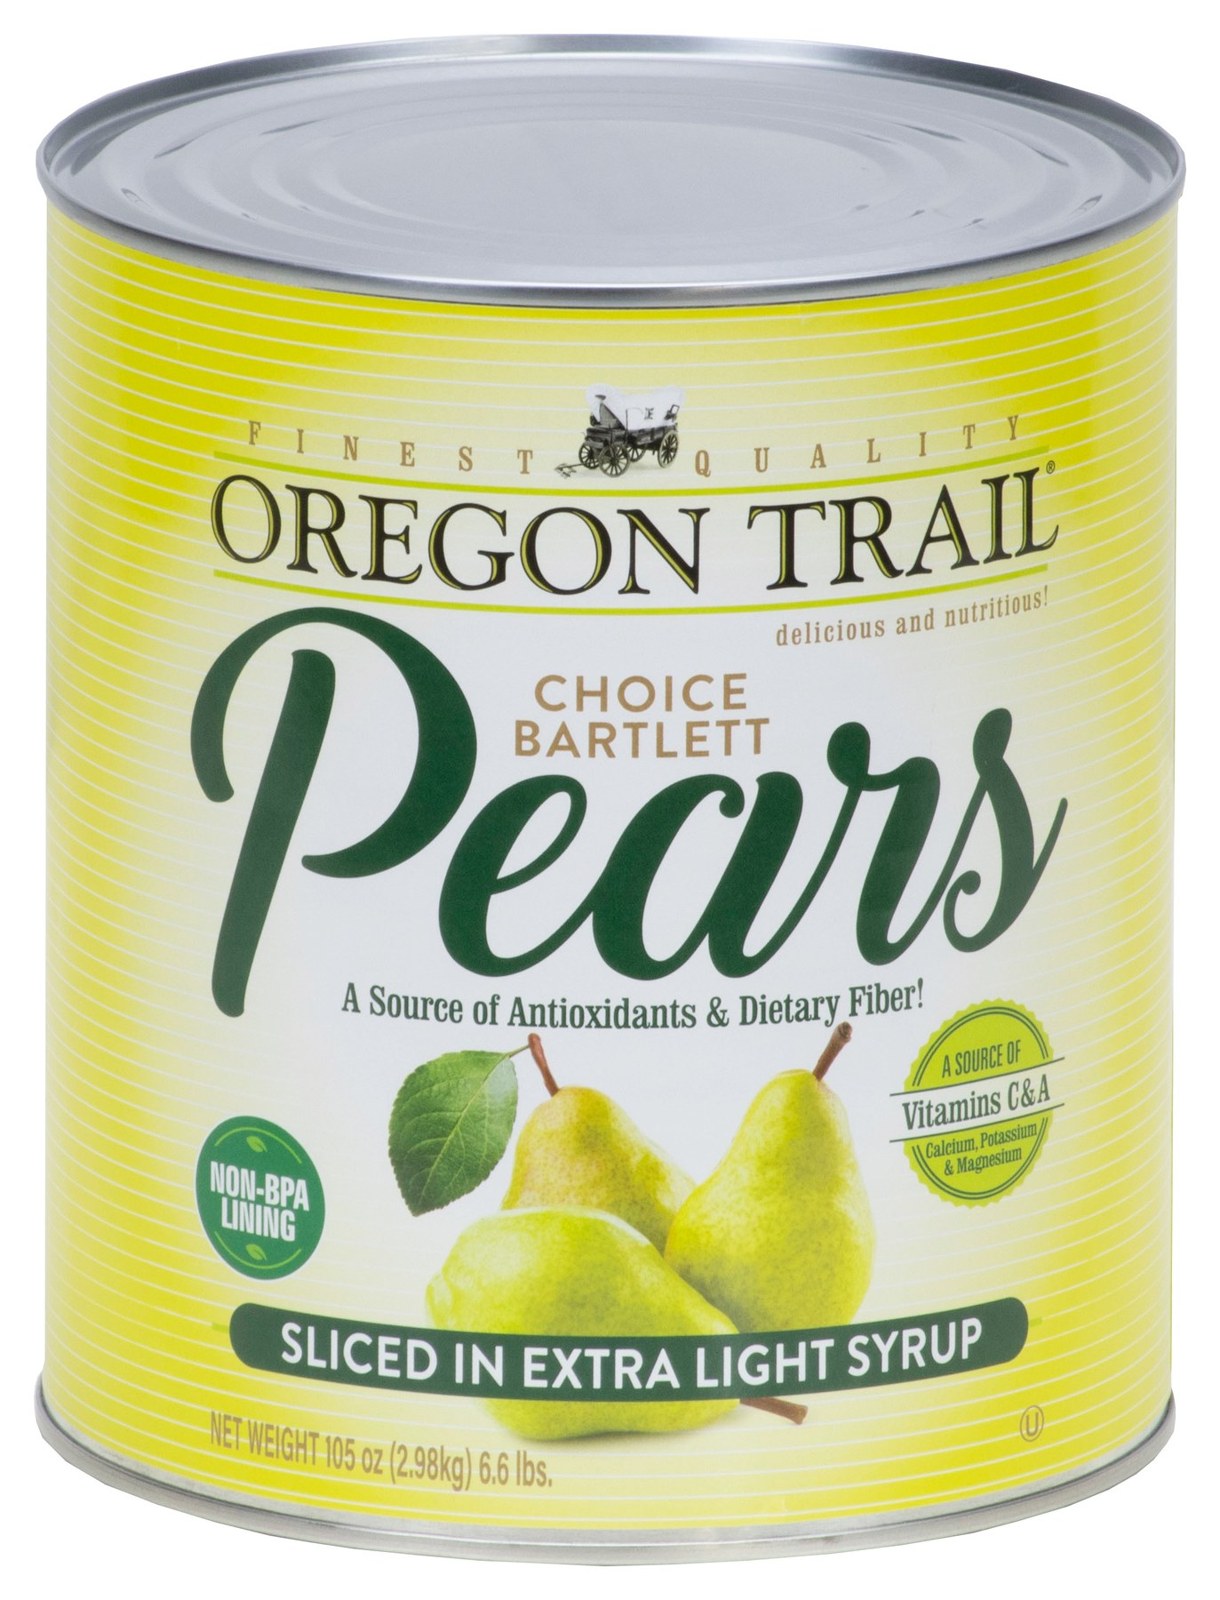 FINEST QUALITY
OREGON TRAIL®
delicious and nutritious!
CHOICE
BARTLETT
Pears
A Source of Antioxidants & Dietary Fiber!
A SOURCE OF
Vitamins C&A
Calcium, Potassium
& Magnesium
NON-BPA
LINING
SLICED IN EXTRA LIGHT SYRUP
NET WEIGHT 105 oz (2.98kg) 6.6 lbs.
U